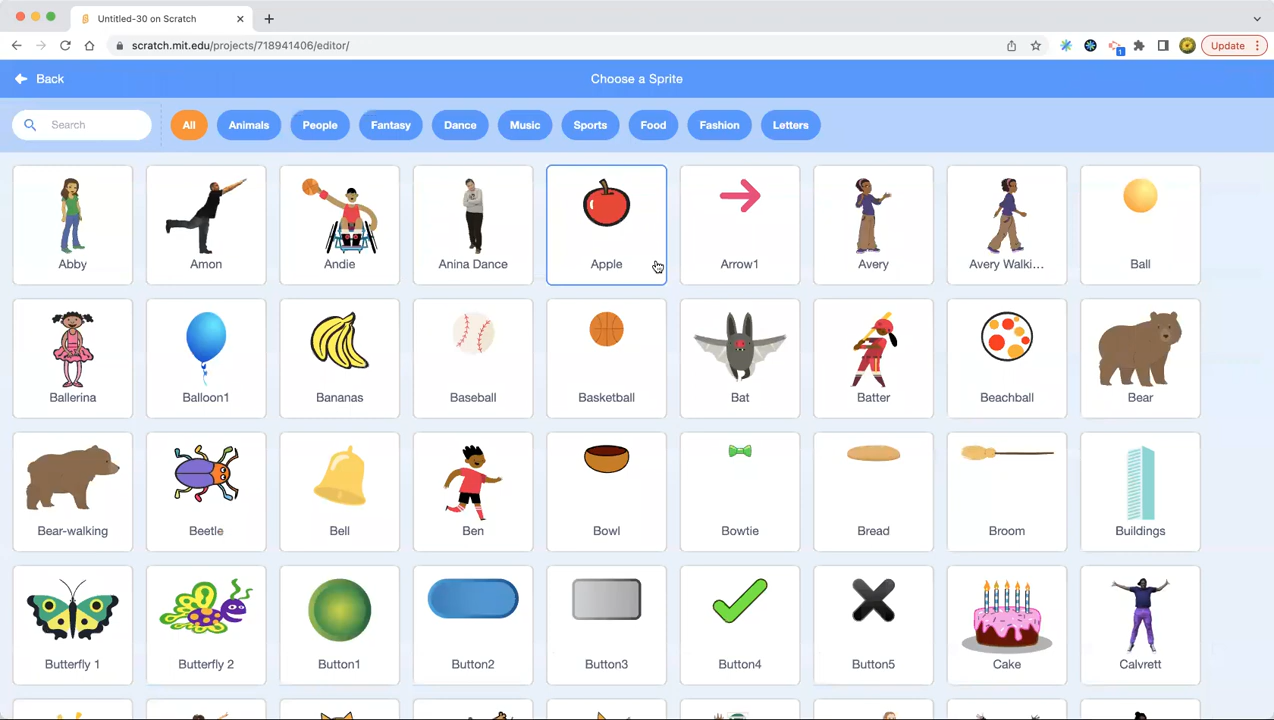 Untitled-30 on Scratch
scratch.mit.edu/projects/718941406/editor/
1
Update
Back
Choose a Sprite
Search
All
Animals
People
Fantasy
Dance
Music
Sports
Food
Fashion
Letters
Abby
Amon
Andie
Anina Dance
Apple
Arrow1
Avery
Avery Walki...
Ball
Ballerina
Balloon1
Bananas
Baseball
Basketball
Bat
Batter
Beachball
Bear
Bear-walking
Beetle
Bell
Ben
Bowl
Bowtie
Bread
Broom
Buildings
Butterfly 1
Butterfly 2
Button1
Button2
Button3
Button4
Button5
Cake
Calvrett